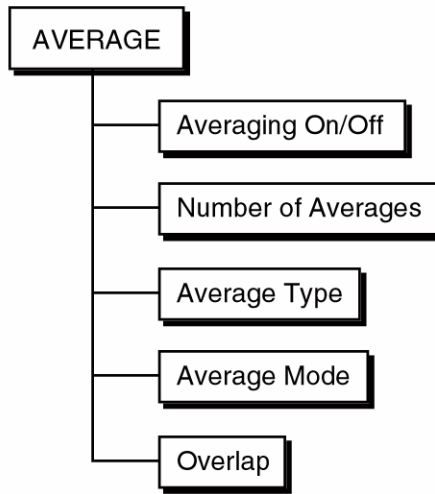 AVERAGE
Averaging On/Off
Number of Averages
Average Type
Average Mode
Overlap